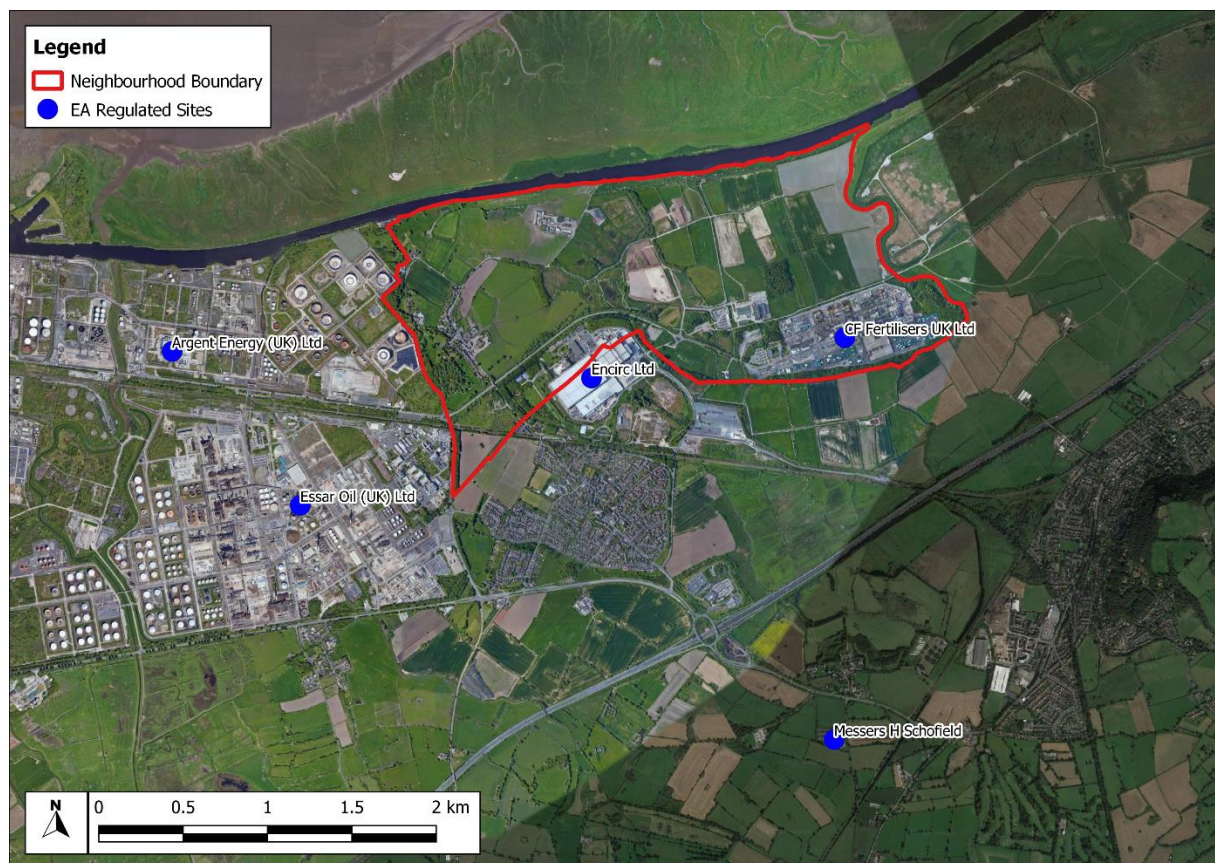 Legend
Neighbourhood Boundary
EA Regulated Sites
CF Fertilisers UK Ltd
Argent Energy (UK) Ltd
Encirc Ltd
Essar Oil (UK) Ltd
Messers H Schofield
N
0 0.5 1 1.5 2 km